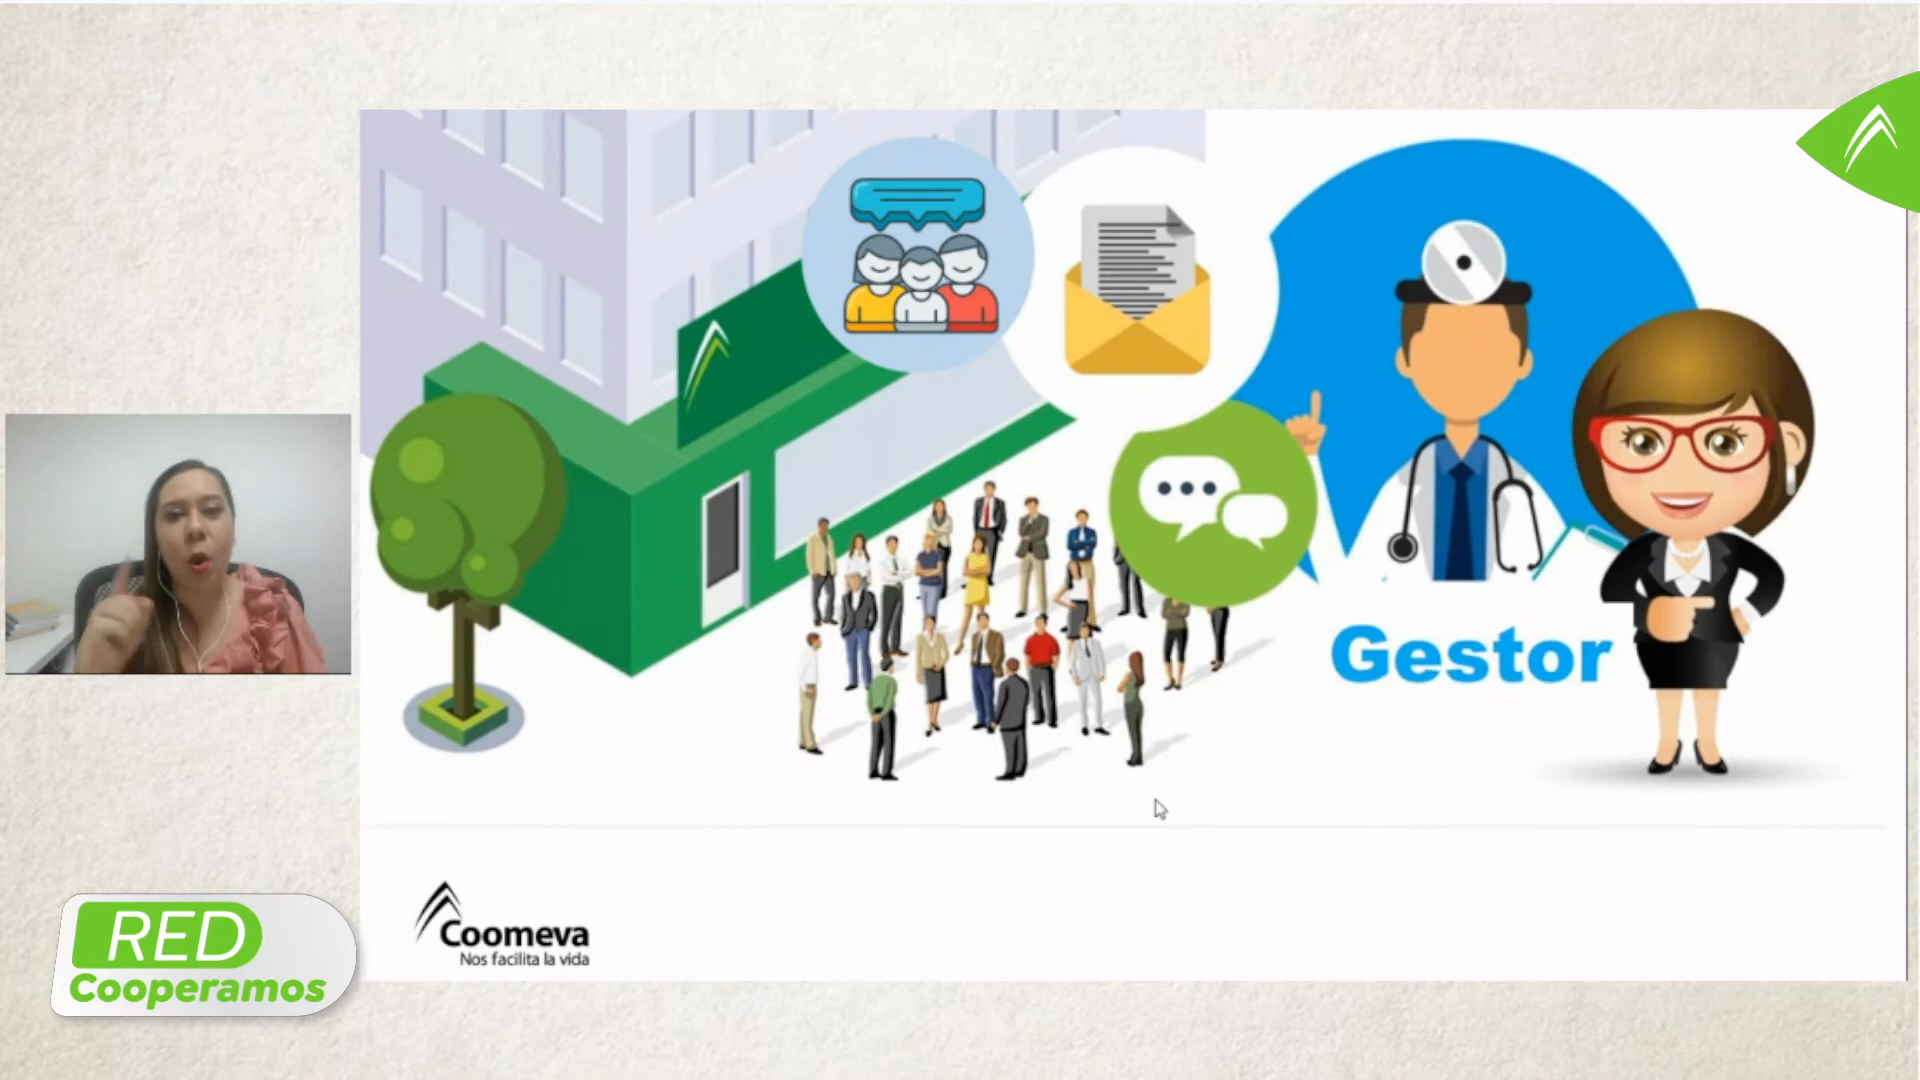 Gestor
Coomeva
Nos facilita la vida
RED
Cooperamos